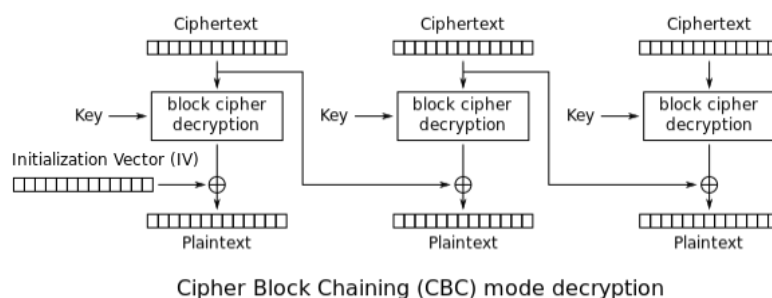 Ciphertext Ciphertext Ciphertext
Key block cipher decryption Key block cipher decryption Key block cipher decryption
Initialization Vector (IV)
Plaintext Plaintext Plaintext
Cipher Block Chaining (CBC) mode decryption